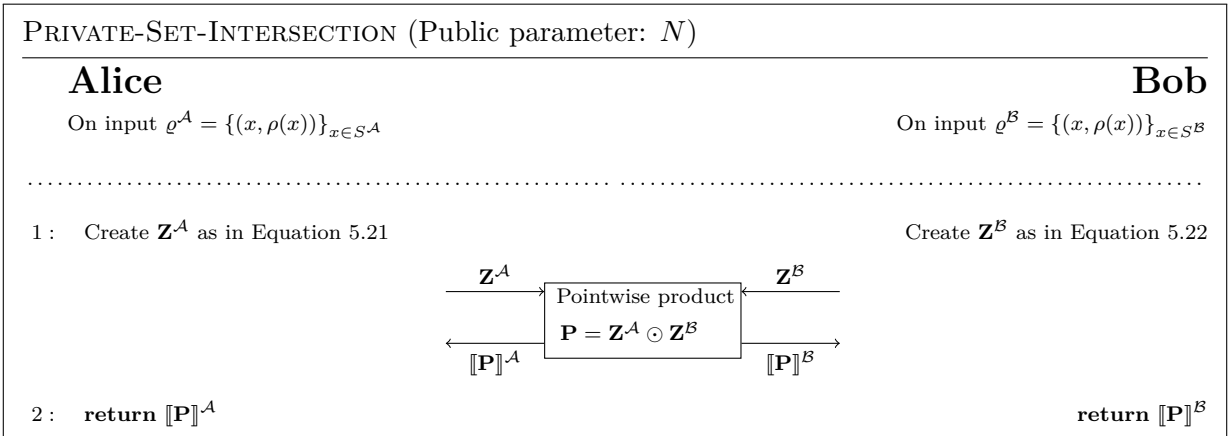 PRIVATE-SET-INTERSECTION (Public parameter: N)
Alice Bob
On input ϱ^𝒜 = {(x, ρ(x))}_{x∈S^𝒜} On input ϱ^ℬ = {(x, ρ(x))}_{x∈S^ℬ}
1 : Create 𝐙^𝒜 as in Equation 5.21 Create 𝐙^ℬ as in Equation 5.22
𝐙^𝒜 𝐙^ℬ
Pointwise product
𝐏 = 𝐙^𝒜 ⊙ 𝐙^ℬ
⟦𝐏⟧^𝒜 ⟦𝐏⟧^ℬ
2 : return ⟦𝐏⟧^𝒜 return ⟦𝐏⟧^ℬ